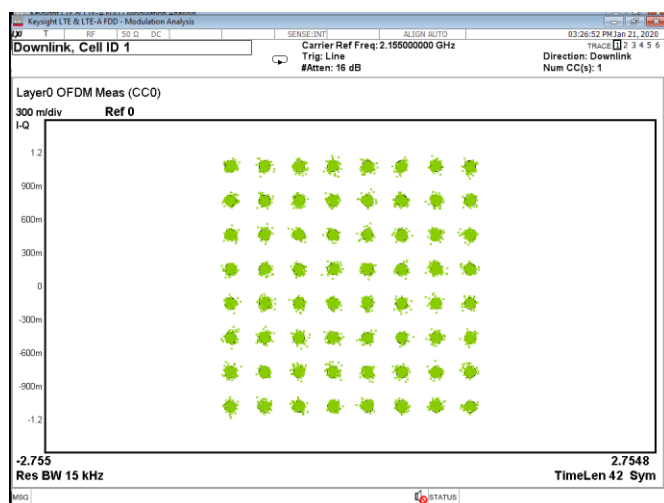 Keysight LTE & LTE-A FDD - Modulation Analysis
T RF 50 Ω DC SENSE:INT ALIGN AUTO 03:26:52 PM Jan 21, 2020
Downlink, Cell ID 1
Carrier Ref Freq: 2.155000000 GHz
Trig: Line
#Atten: 16 dB
TRACE 1 2 3 4 5 6
Direction: Downlink
Num CC(s): 1
Layer0 OFDM Meas (CC0)
300 m/div Ref 0
I-Q
1.2
900m
600m
300m
0
-300m
-600m
-900m
-1.2
-2.755 2.7548
Res BW 15 kHz TimeLen 42 Sym
MSG STATUS